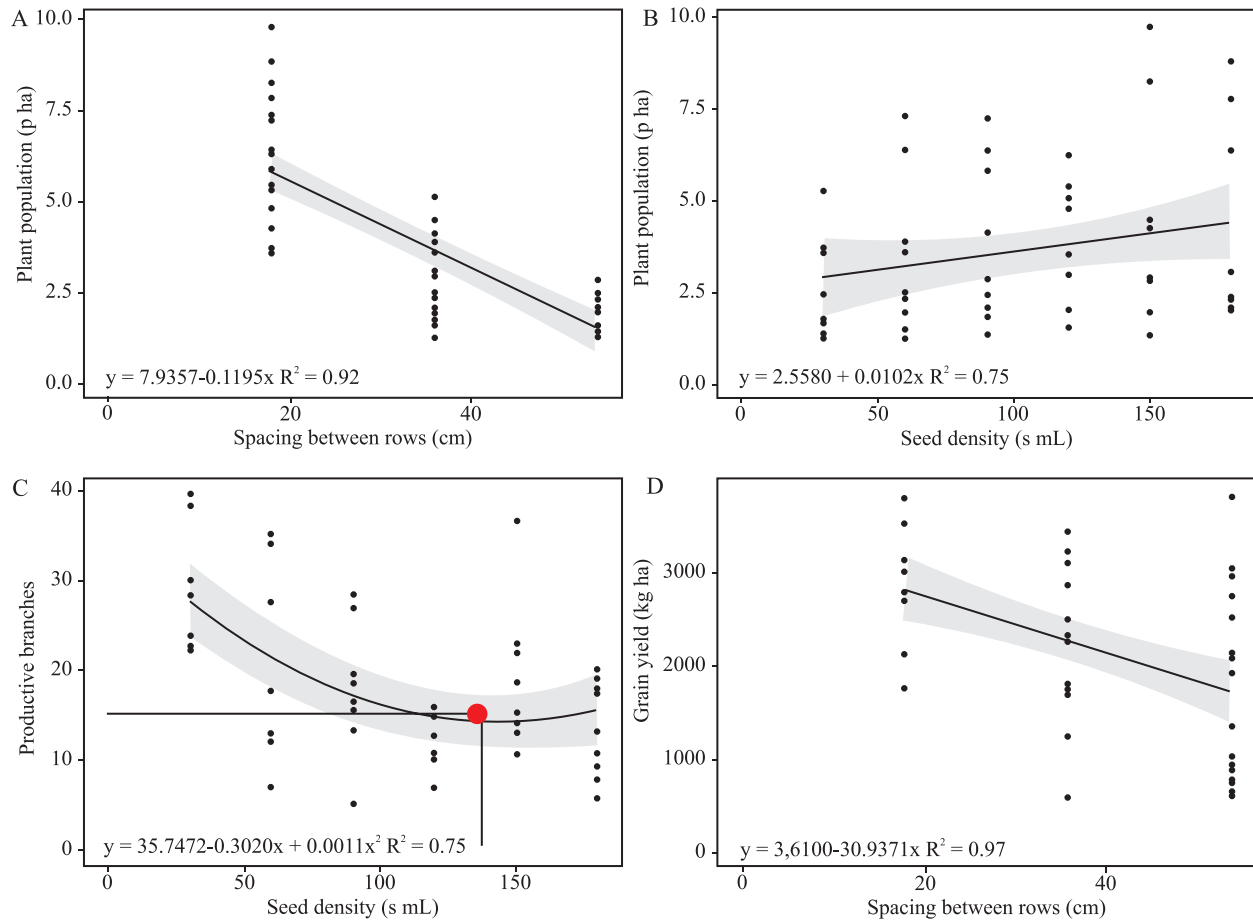 A
10.0
7.5
5.0
2.5
0.0
Plant population (p ha)
y = 7.9357-0.1195x R² = 0.92
0
20
40
Spacing between rows (cm)
B
10.0
7.5
5.0
2.5
0.0
Plant population (p ha)
y = 2.5580 + 0.0102x R² = 0.75
0
50
100
150
Seed density (s mL)
C
40
30
20
10
0
Productive branches
y = 35.7472-0.3020x + 0.0011x² R² = 0.75
0
50
100
150
Seed density (s mL)
D
3000
2000
1000
0
Grain yield (kg ha)
y = 3,6100-30.9371x R² = 0.97
0
20
40
Spacing between rows (cm)